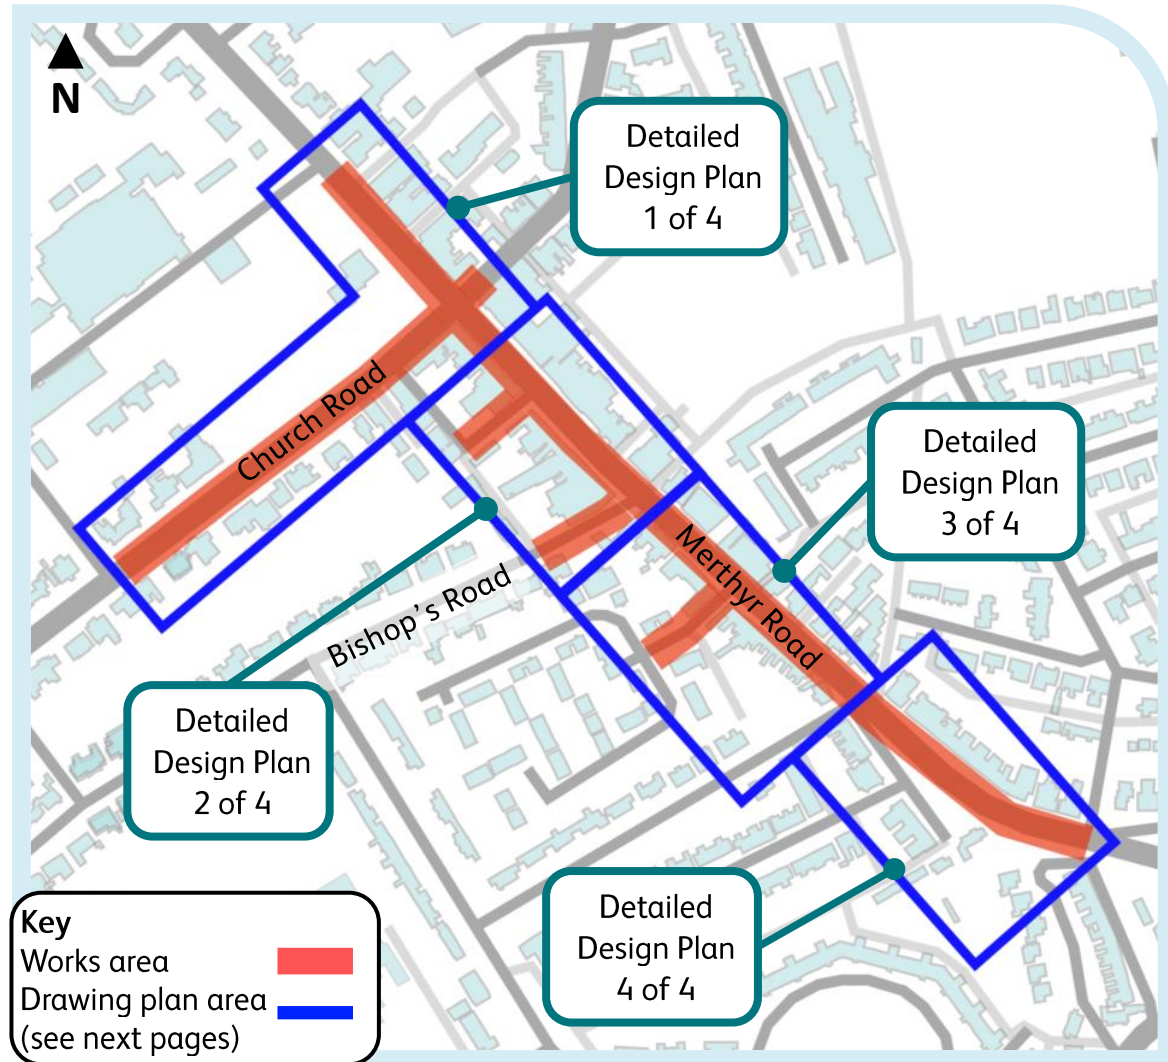 N
Detailed
Design Plan
1 of 4
Church Road
Detailed
Design Plan
3 of 4
Merthyr Road
Bishop's Road
Detailed
Design Plan
2 of 4
Detailed
Design Plan
4 of 4
Key
Works area
Drawing plan area
(see next pages)